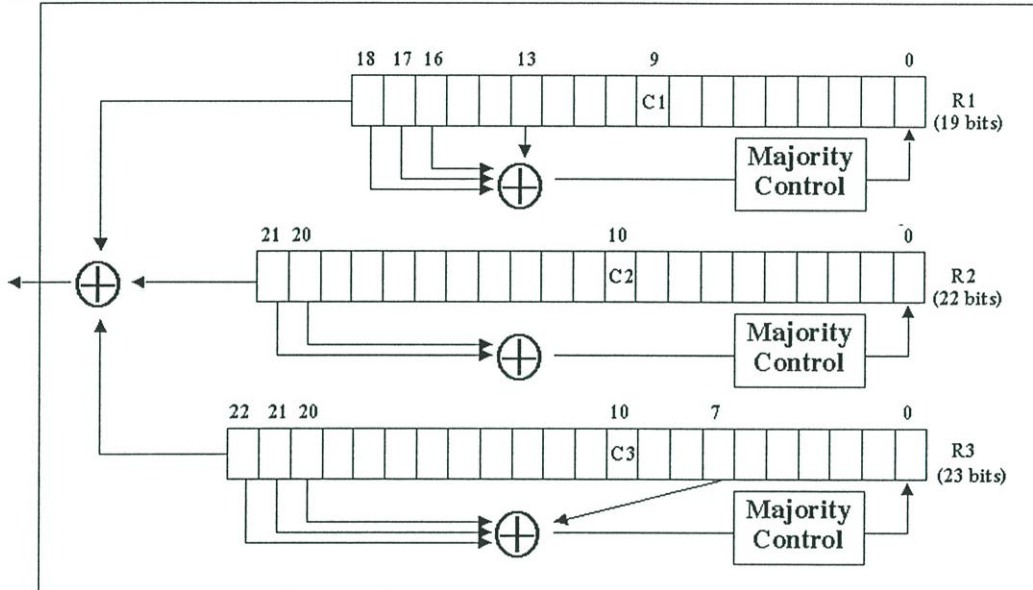 18 17 16 13 9 0
C1
R1
(19 bits)
Majority
Control
21 20 10 0
C2
R2
(22 bits)
Majority
Control
22 21 20 10 7 0
C3
R3
(23 bits)
Majority
Control